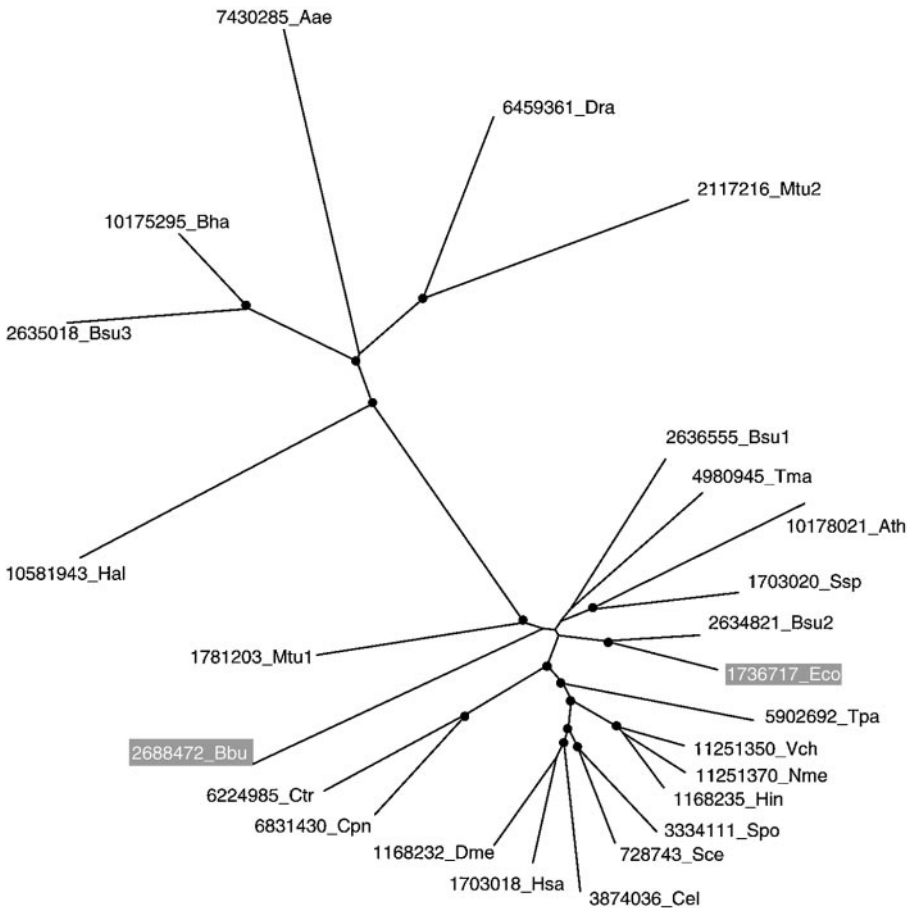 7430285_Aae
6459361_Dra
2117216_Mtu2
10175295_Bha
2635018_Bsu3
2636555_Bsu1
4980945_Tma
10178021_Ath
10581943_Hal
1703020_Ssp
2634821_Bsu2
1781203_Mtu1
1736717_Eco
5902692_Tpa
2688472_Bbu
11251350_Vch
11251370_Nme
6224985_Ctr
1168235_Hin
6831430_Cpn
3334111_Spo
1168232_Dme
728743_Sce
1703018_Hsa
3874036_Cel